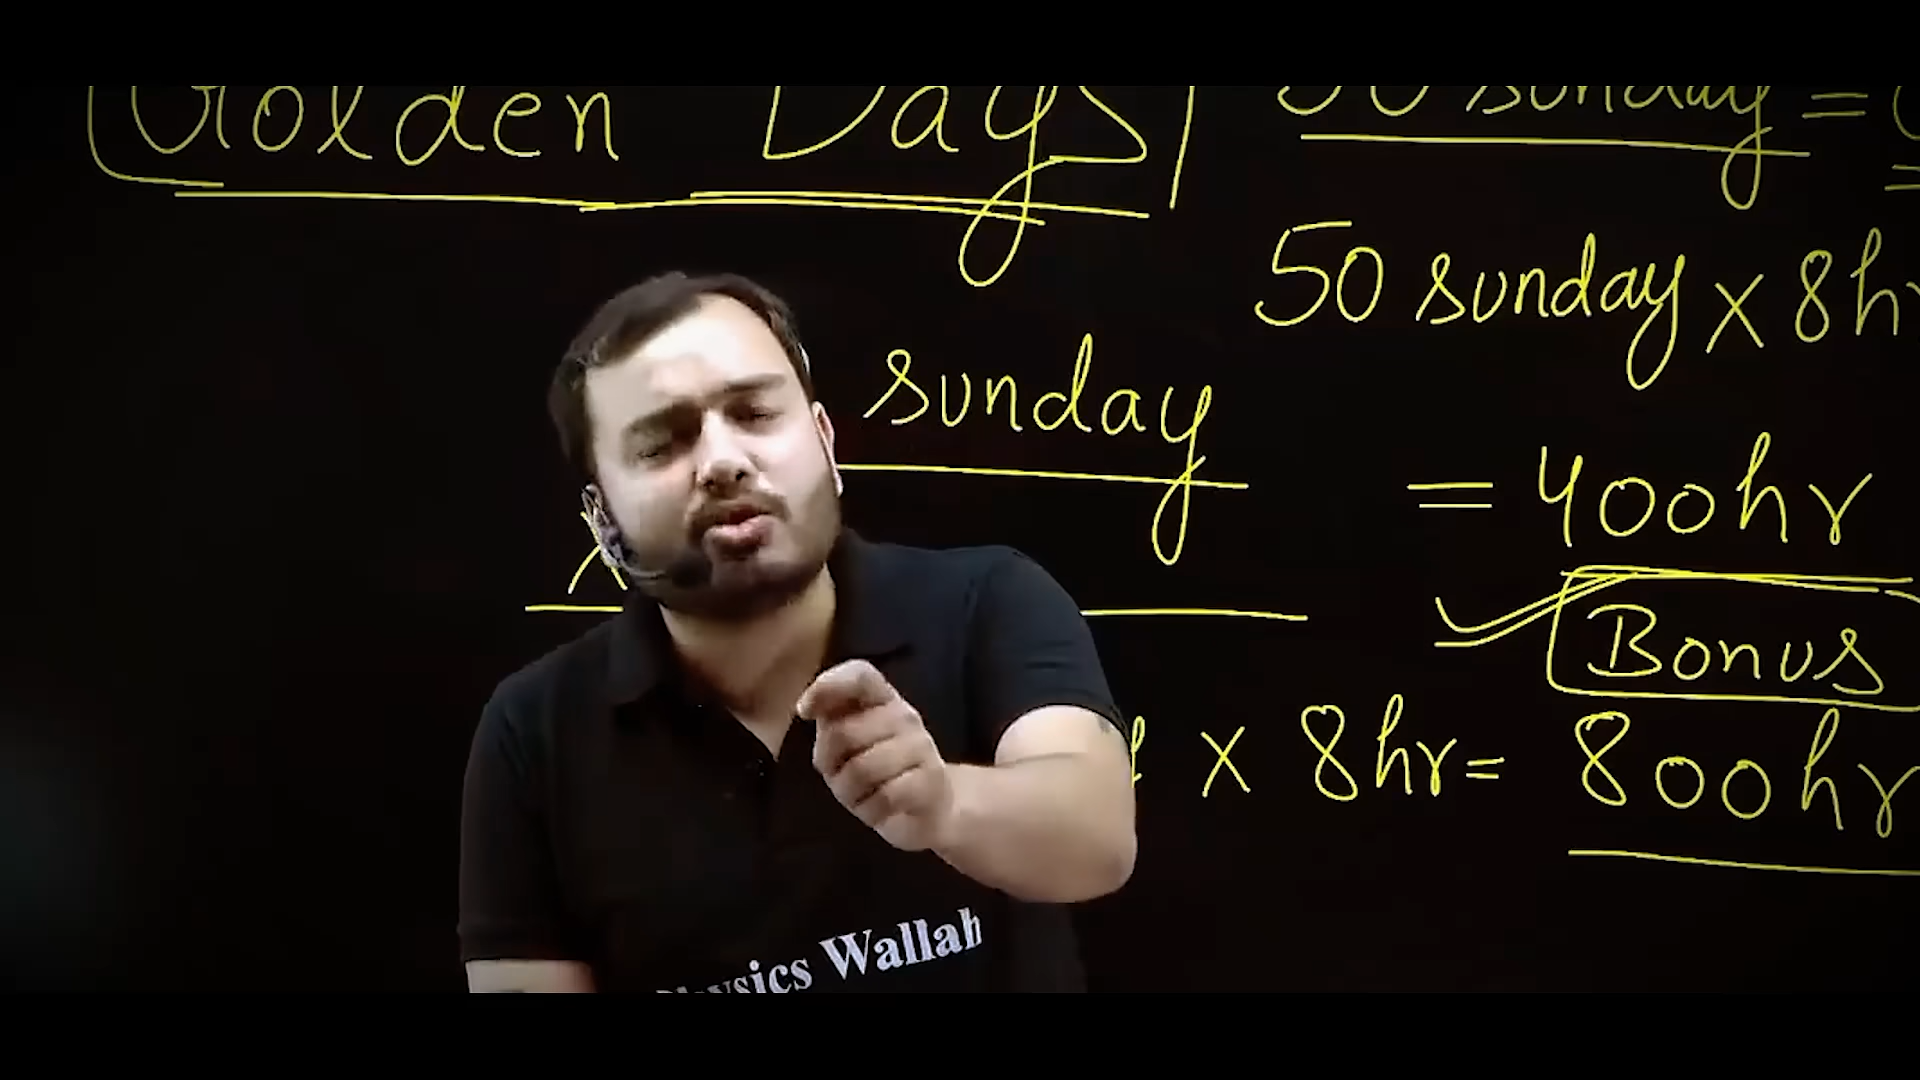 Golden Days
50 sunday =
50 sunday × 8hr
sunday
= 400hr
Bonus
× 8hr = 800hr
Physics Wallah